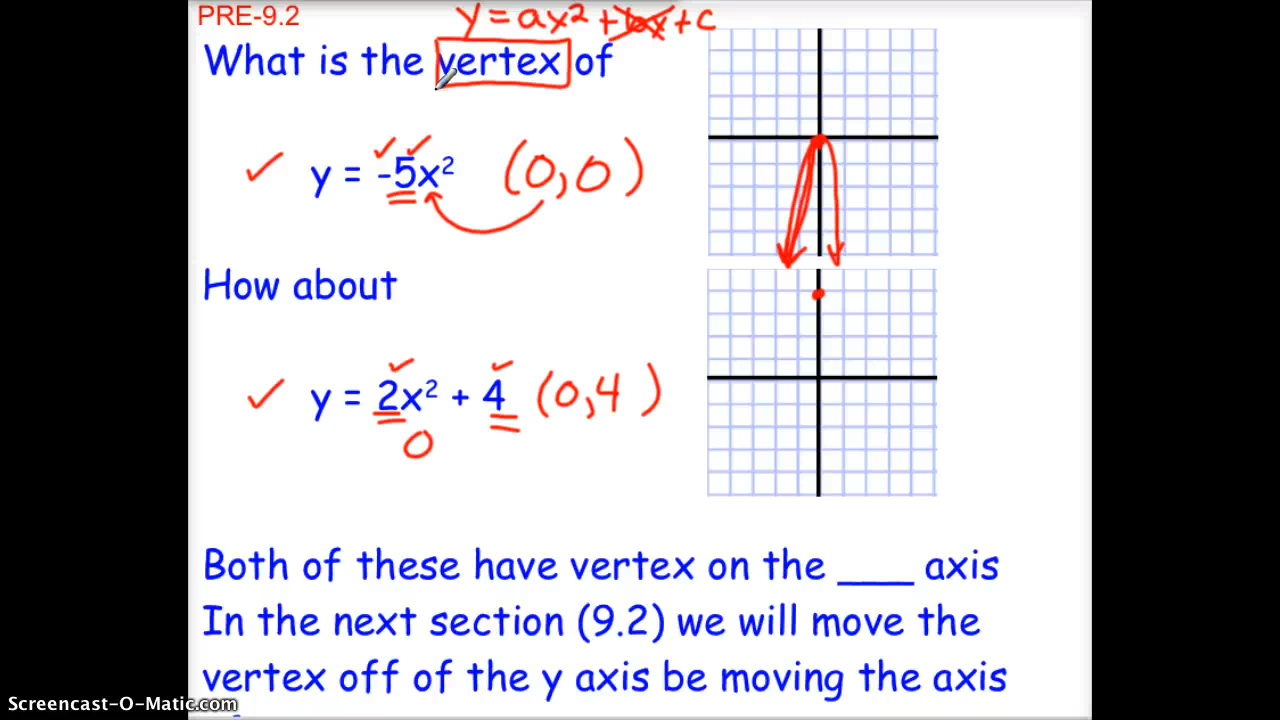 PRE-9.2
y = ax² + bx + c
What is the vertex of
y = -5x² (0,0)
How about
y = 2x² + 4 (0,4)
0
Both of these have vertex on the ___ axis
In the next section (9.2) we will move the
vertex off of the y axis be moving the axis
Screencast-O-Matic.com